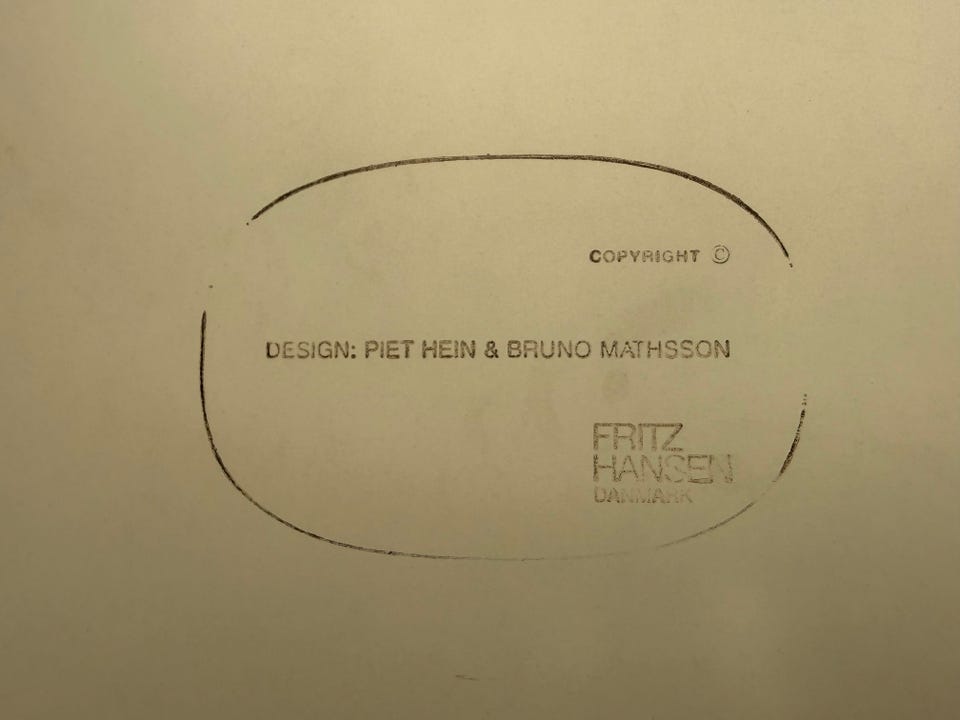 COPYRIGHT ©
DESIGN: PIET HEIN & BRUNO MATHSSON
FRITZ
HANSEN
DANMARK